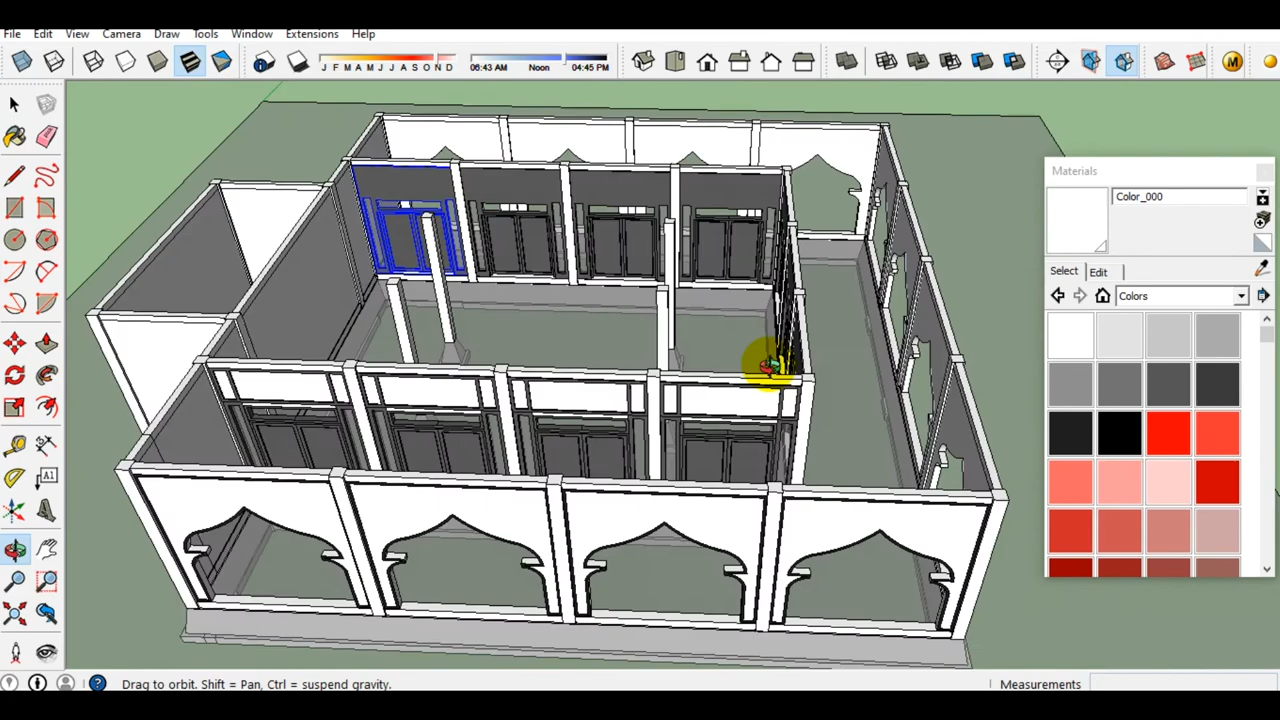 File Edit View Camera Draw Tools Window Extensions Help
J F M A M J J A S O N D 06:43 AM Noon 04:45 PM
M
Materials
Color_000
A1
Select Edit
Colors
Drag to orbit. Shift = Pan, Ctrl = suspend gravity. Measurements